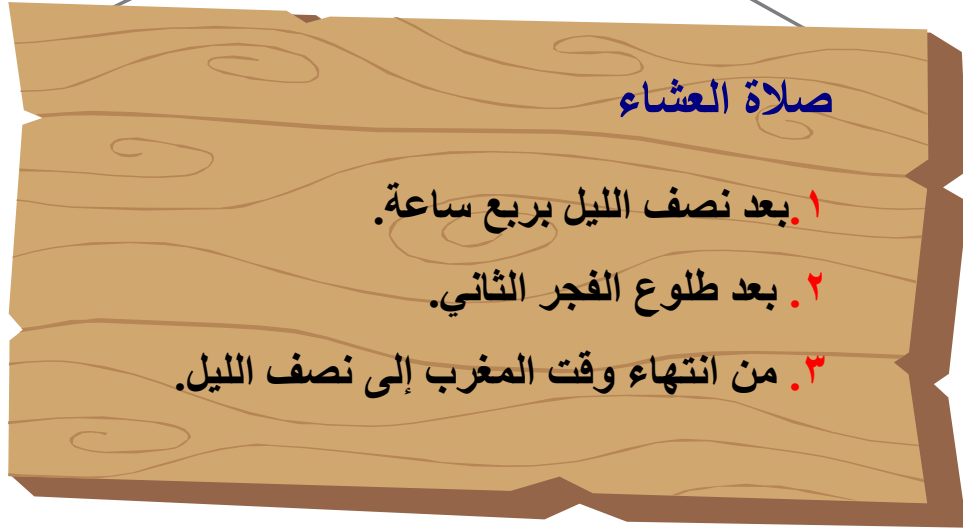 صلاة العشاء
١.بعد نصف الليل بربع ساعة.
٢. بعد طلوع الفجر الثاني.
٣. من انتهاء وقت المغرب إلى نصف الليل.